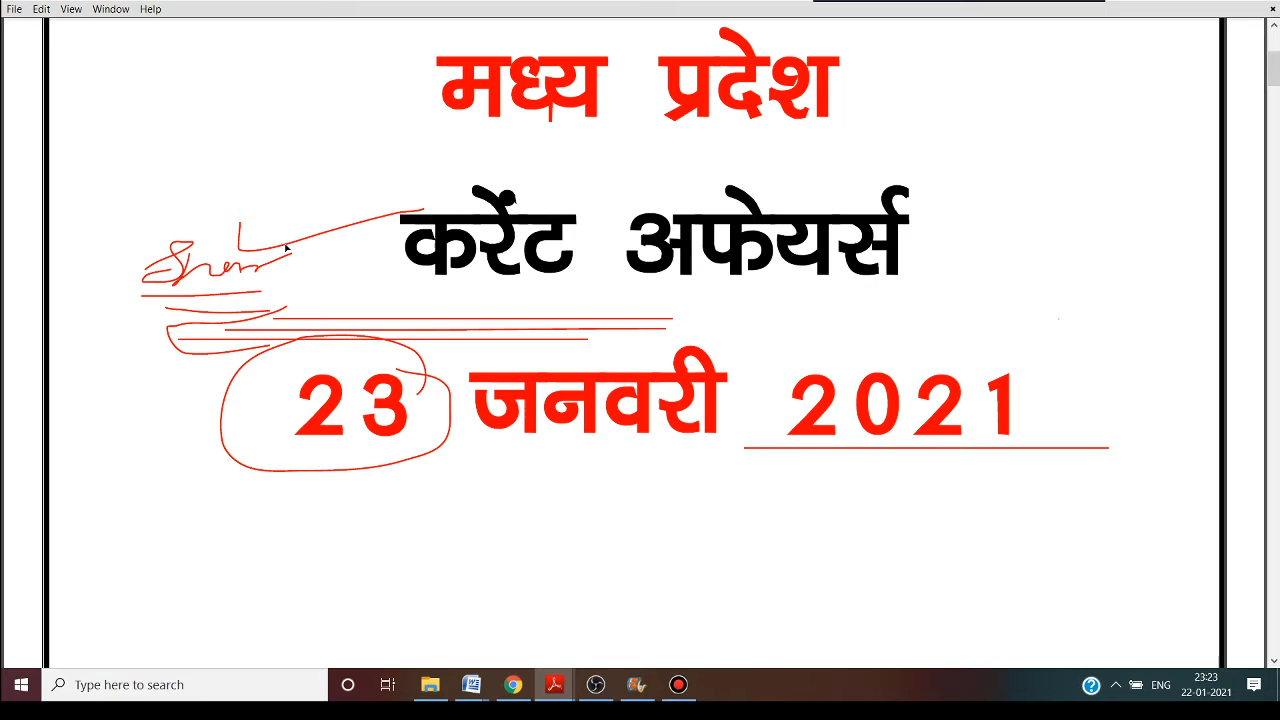 File Edit View Window Help
मध्य प्रदेश
करेंट अफेयर्स
23 जनवरी 2021
Type here to search
ENG
23:23
22-01-2021